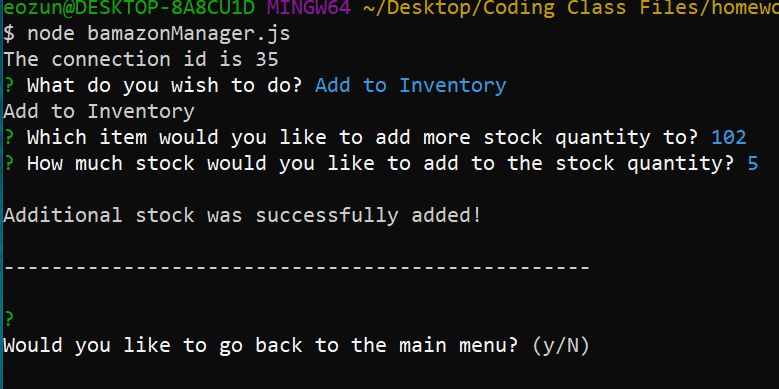 eozun@DESKTOP-8A8CU1D MINGW64 ~/Desktop/Coding Class Files/homewo
$ node bamazonManager.js
The connection id is 35
? What do you wish to do? Add to Inventory
Add to Inventory
? Which item would you like to add more stock quantity to? 102
? How much stock would you like to add to the stock quantity? 5
Additional stock was successfully added!
-------------------------------------------------
?
Would you like to go back to the main menu? (y/N)